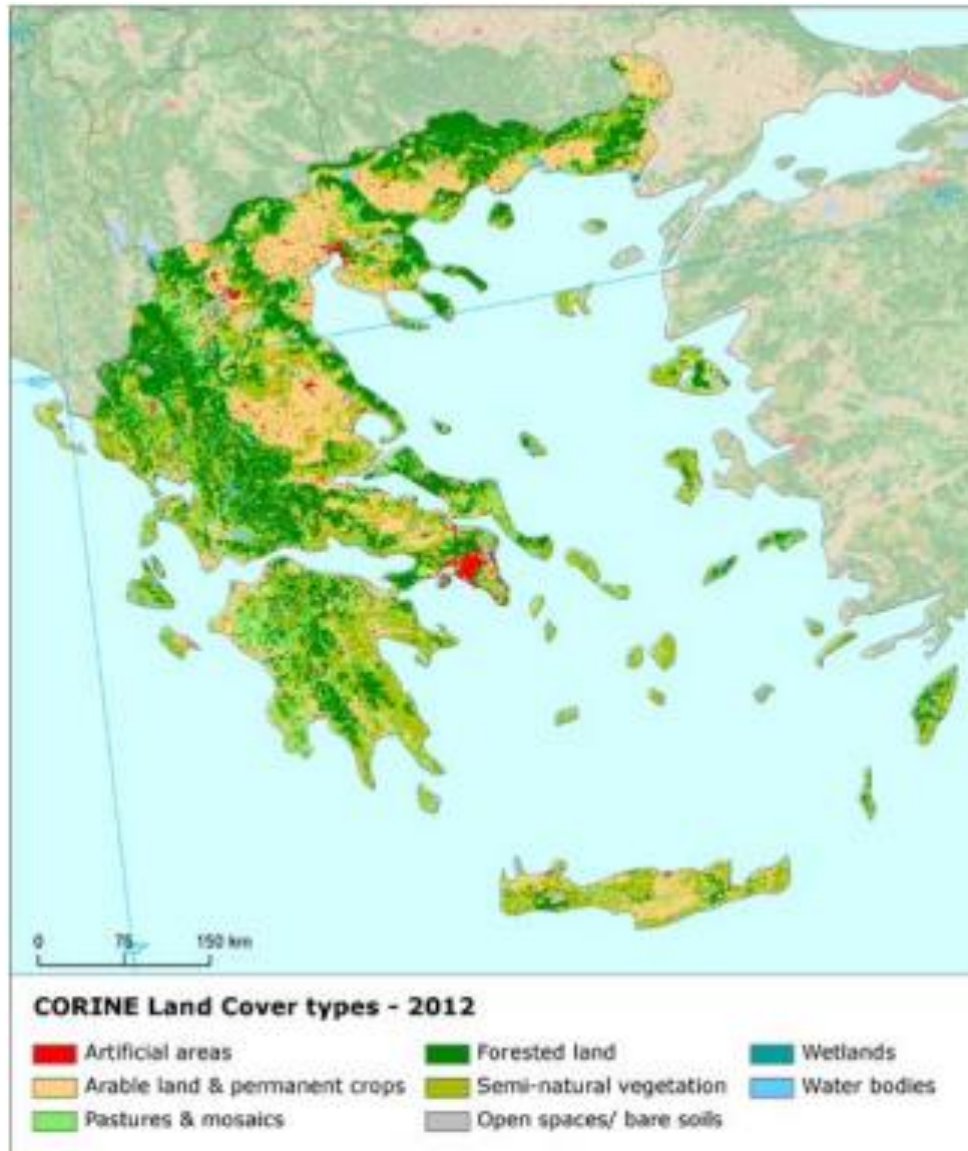 0 75 150 km
CORINE Land Cover types - 2012
Artificial areas Forested land Wetlands
Arable land & permanent crops Semi-natural vegetation Water bodies
Pastures & mosaics Open spaces/ bare soils